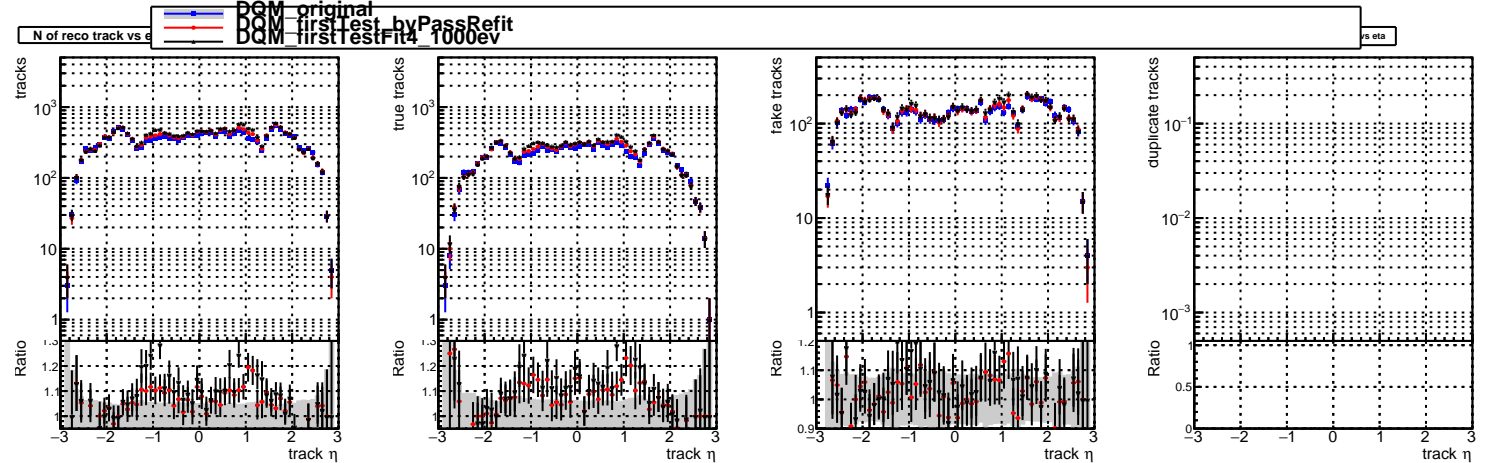 DQM_original
DQM_firstTest_byPassRefit
DQM_firstTestFit4_1000ev
N of reco track vs e
vs eta
tracks
10³
10²
10
1
Ratio
1.3
1.2
1.1
1
−3 −2 −1 0 1 2 3
track η
true tracks
10³
10²
10
1
Ratio
1.3
1.2
1.1
1
−3 −2 −1 0 1 2 3
track η
fake tracks
10²
10
1
Ratio
1.2
1.1
1
0.9
−3 −2 −1 0 1 2 3
track η
duplicate tracks
10⁻¹
10⁻²
10⁻³
Ratio
1
0.5
0
−3 −2 −1 0 1 2 3
track η